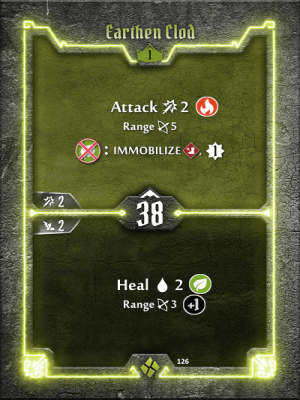 Earthen Clod
1
Attack 2
Range 5
: IMMOBILIZE , 1
2
38
2
Heal 2
Range 3 +1
126